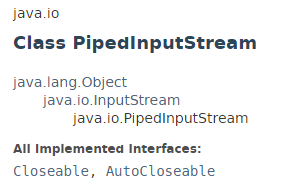 java.io
Class PipedInputStream
java.lang.Object
java.io.InputStream
java.io.PipedInputStream
All Implemented Interfaces:
Closeable, AutoCloseable